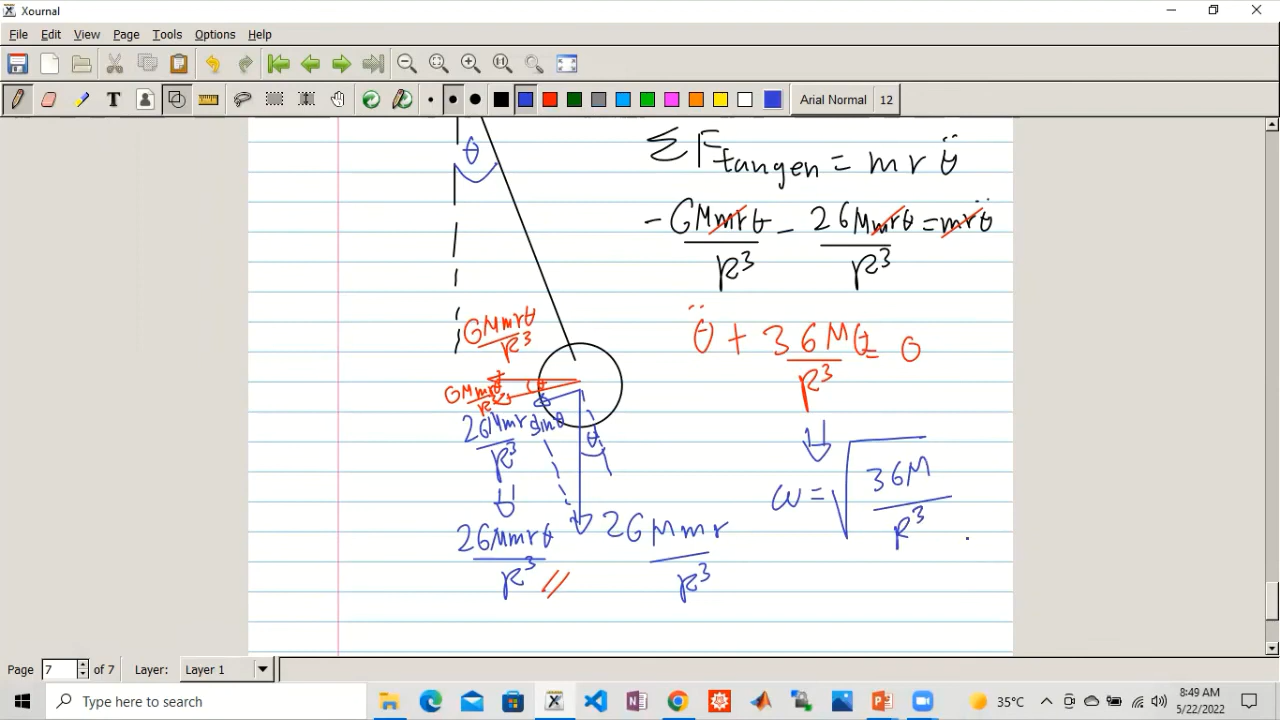 Xournal
File Edit View Page Tools Options Help
T
Arial Normal 12
θ
ΣF_tangen = m r θ̈
- GMmrθ/R³ - 2GMmrθ/R³ = mrθ̈
GMmrθ/R³
θ̈ + 3GMθ/R³ = 0
GMmrθ/R³
θ
2GMmr sinθ/R³
θ
ω = √(3GM/R³)
2GMmrθ/R³
2GMmr/R³
Page 7 of 7 Layer: Layer 1
Type here to search
35°C
8:49 AM
5/22/2022